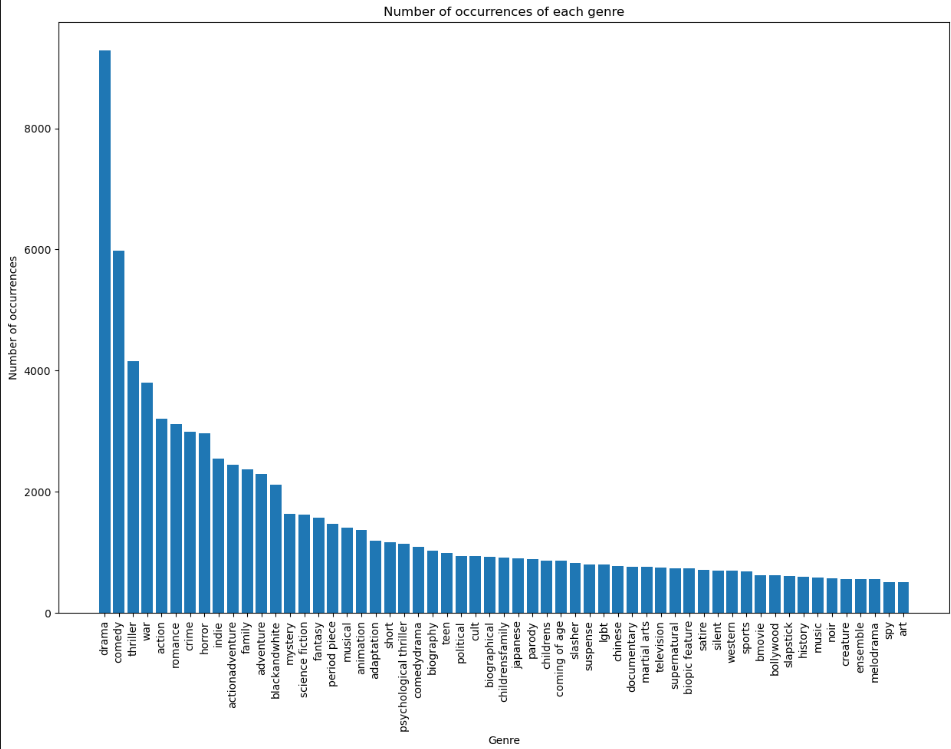 Number of occurrences of each genre
Number of occurrences
8000
6000
4000
2000
0
drama
comedy
thriller
war
action
romance
crime
horror
indie
actionadventure
family
adventure
blackandwhite
mystery
science fiction
fantasy
period piece
musical
animation
adaptation
short
psychological thriller
comedydrama
biography
teen
political
cult
biographical
childrensfamily
japanese
parody
childrens
coming of age
slasher
suspense
lgbt
chinese
documentary
martial arts
television
supernatural
biopic feature
satire
silent
western
sports
bmovie
bollywood
slapstick
history
music
noir
creature
ensemble
melodrama
spy
art
Genre